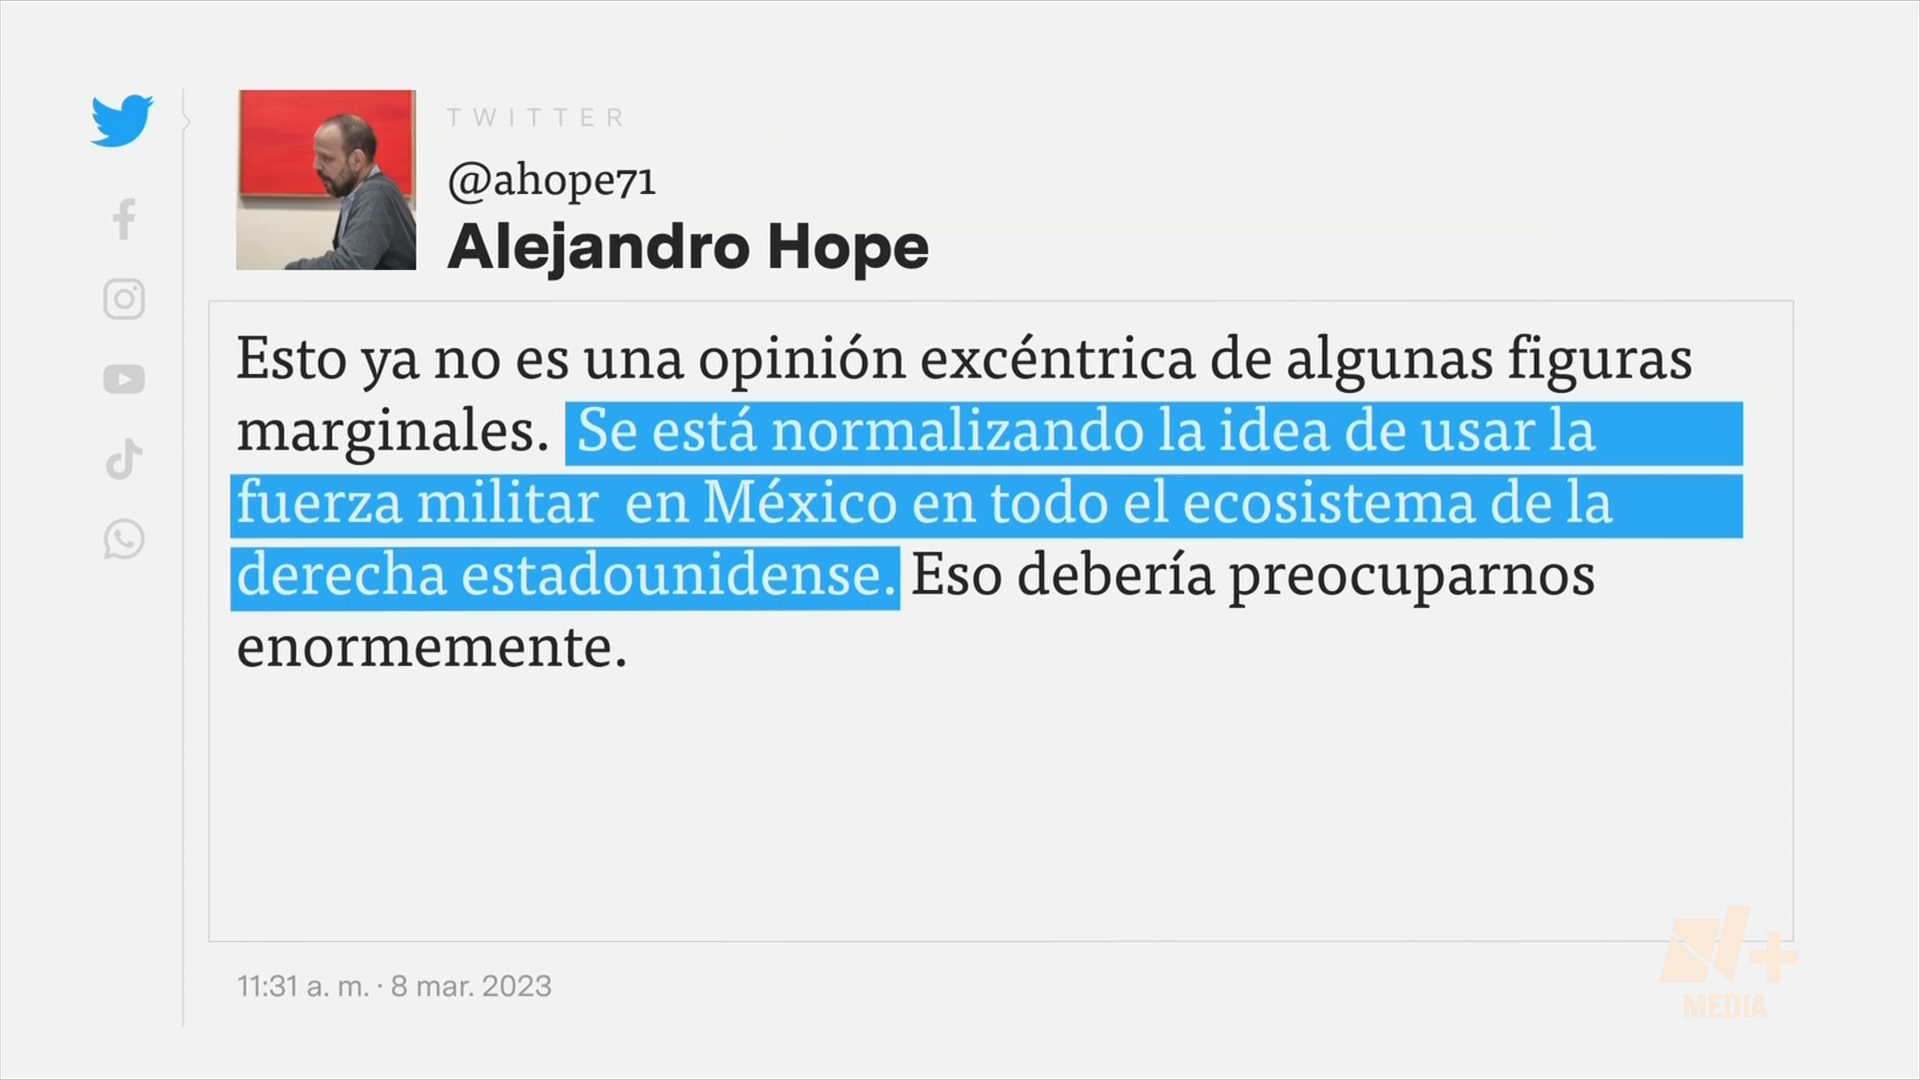 TWITTER
@ahope71
Alejandro Hope
Esto ya no es una opinión excéntrica de algunas figuras
marginales. Se está normalizando la idea de usar la
fuerza militar en México en todo el ecosistema de la
derecha estadounidense. Eso debería preocuparnos
enormemente.
11:31 a. m. · 8 mar. 2023
N+
MEDIA